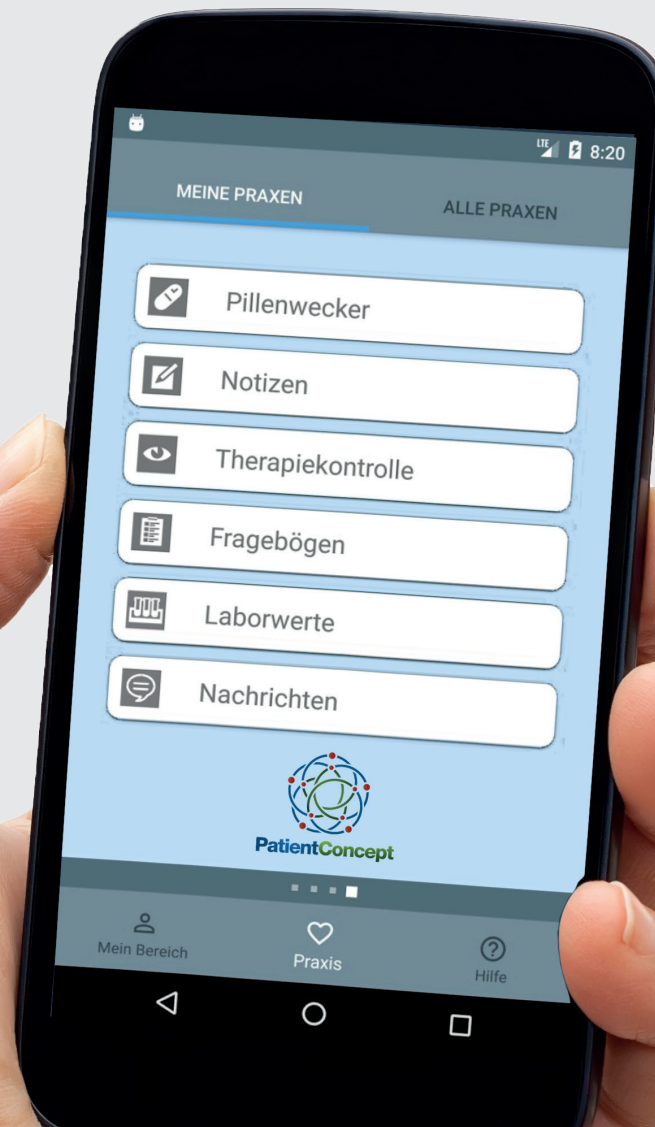 LTE 8:20
MEINE PRAXEN ALLE PRAXEN
Pillenwecker
Notizen
Therapiekontrolle
Fragebögen
Laborwerte
Nachrichten
PatientConcept
Mein Bereich Praxis Hilfe